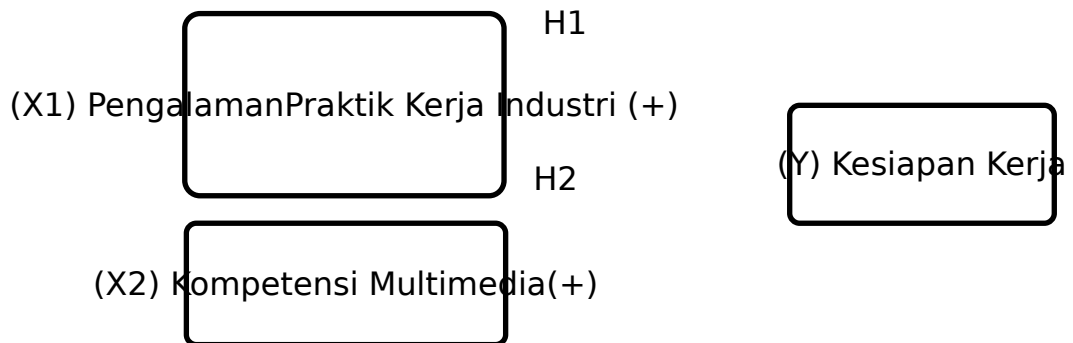 H1
(X1) PengalamanPraktik Kerja Industri (+)
(Y) Kesiapan Kerja
H2
(X2) Kompetensi Multimedia(+)